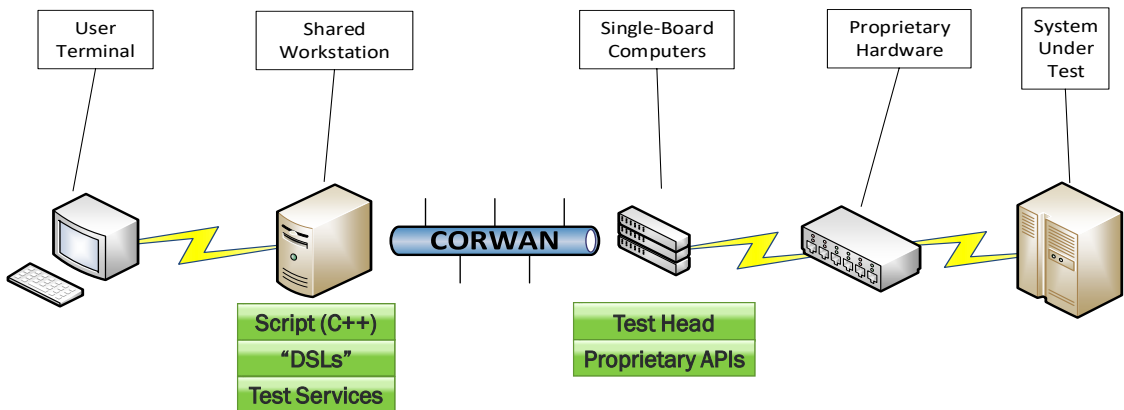 User
Terminal
Shared
Workstation
Single-Board
Computers
Proprietary
Hardware
System
Under
Test
CORWAN
Script (C++)
“DSLs”
Test Services
Test Head
Proprietary APIs